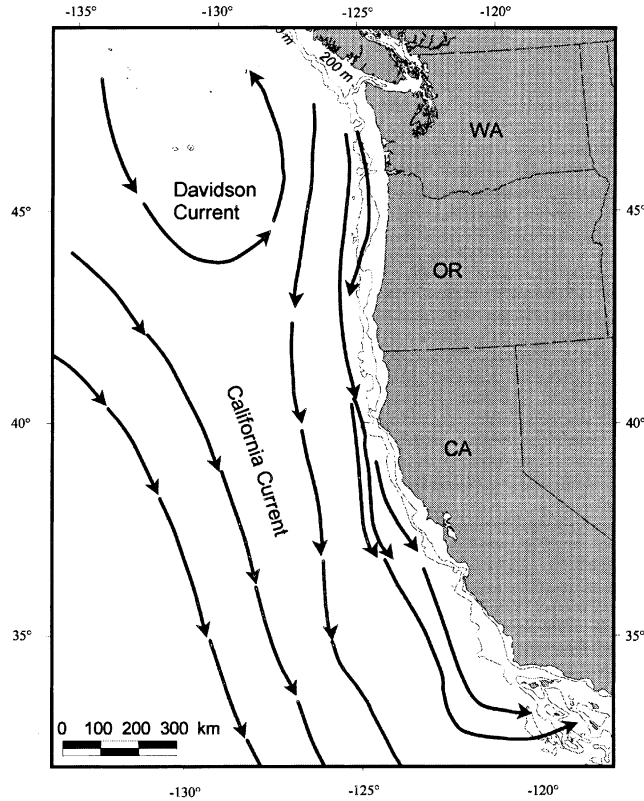 -135° -130° -125° -120°
m
200 m
WA
Davidson
Current
45° 45°
OR
California Current
40° 40°
CA
35° 35°
0 100 200 300 km
-130° -125° -120°